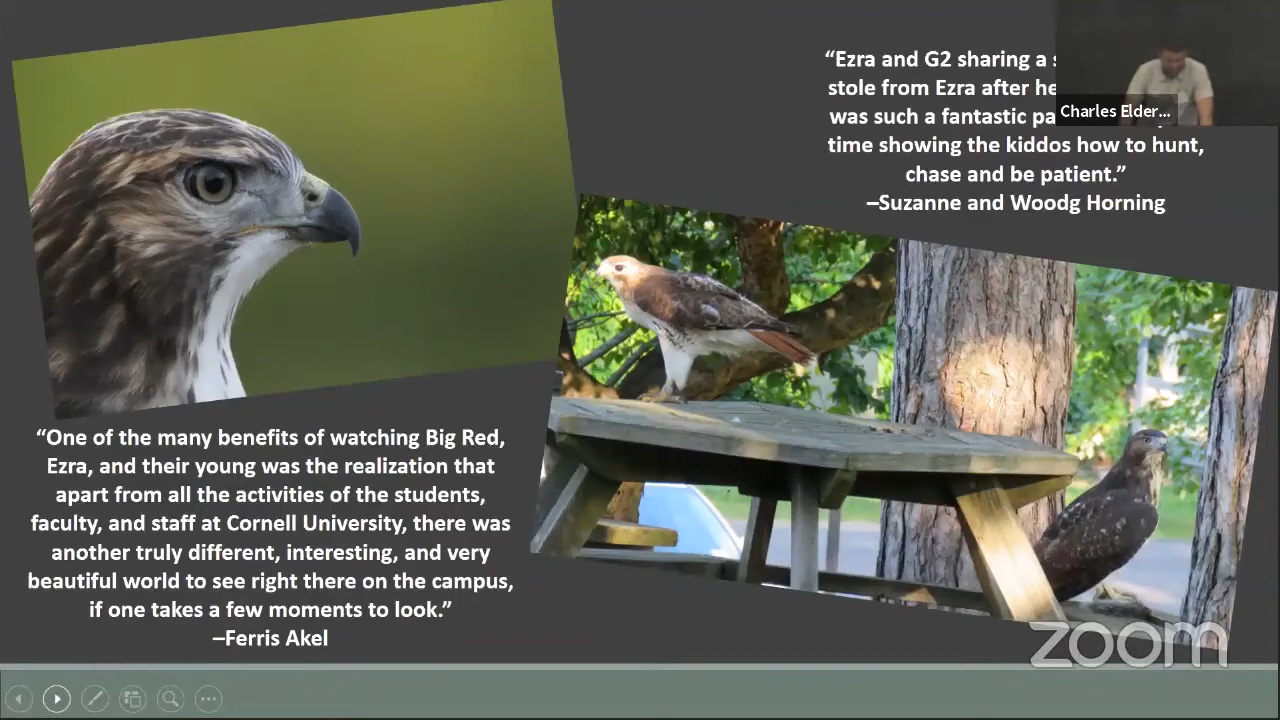 “Ezra and G2 sharing a
stole from Ezra after he
was such a fantastic
time showing the kiddos how to hunt,
chase and be patient.”
–Suzanne and Woodg Horning
Charles Elder...
“One of the many benefits of watching Big Red,
Ezra, and their young was the realization that
apart from all the activities of the students,
faculty, and staff at Cornell University, there was
another truly different, interesting, and very
beautiful world to see right there on the campus,
if one takes a few moments to look.”
–Ferris Akel
zoom